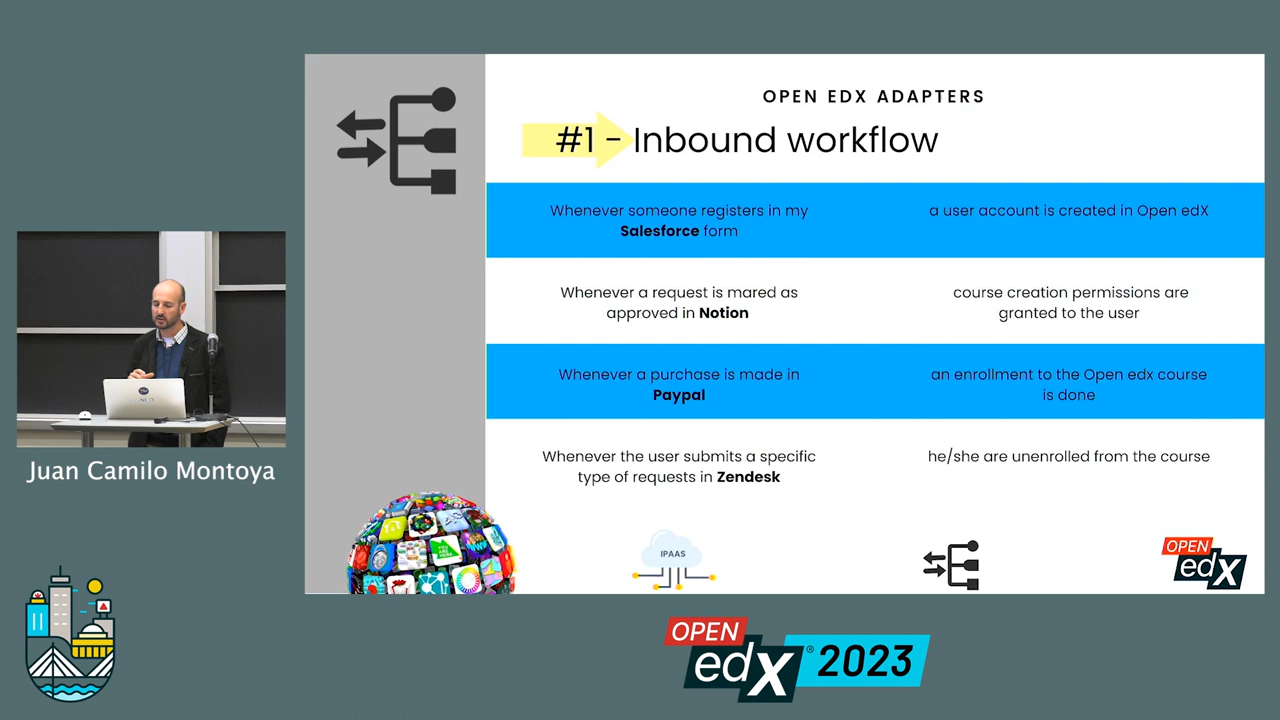 OPEN EDX ADAPTERS
#1 - Inbound workflow
Whenever someone registers in my
Salesforce form
a user account is created in Open edX
Whenever a request is mared as
approved in Notion
course creation permissions are
granted to the user
Whenever a purchase is made in
Paypal
an enrollment to the Open edx course
is done
Whenever the user submits a specific
type of requests in Zendesk
he/she are unenrolled from the course
IPAAS
OPEN
edX
Juan Camilo Montoya
OPEN
edX® 2023